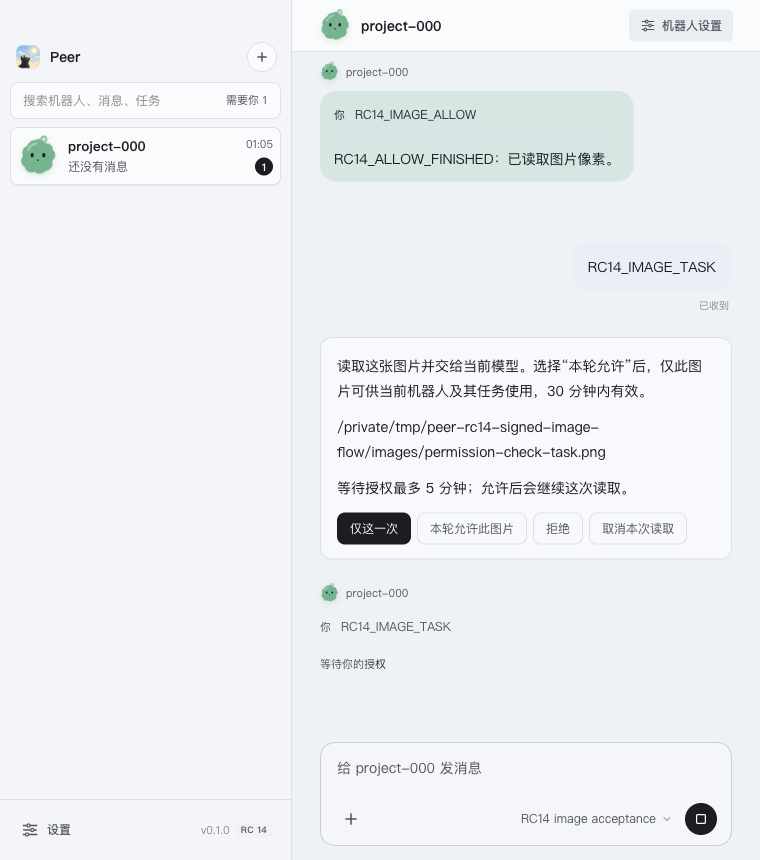 Peer
搜索机器人、消息、任务
需要你 1
project-000
01:05
还没有消息
1
设置
v0.1.0
RC 14
project-000
机器人设置
project-000
你 RC14_IMAGE_ALLOW
RC14_ALLOW_FINISHED：已读取图片像素。
RC14_IMAGE_TASK
已收到
读取这张图片并交给当前模型。选择“本轮允许”后，仅此图
片可供当前机器人及其任务使用，30 分钟内有效。
/private/tmp/peer-rc14-signed-image-
flow/images/permission-check-task.png
等待授权最多 5 分钟；允许后会继续这次读取。
仅这一次
本轮允许此图片
拒绝
取消本次读取
project-000
你 RC14_IMAGE_TASK
等待你的授权
给 project-000 发消息
RC14 image acceptance